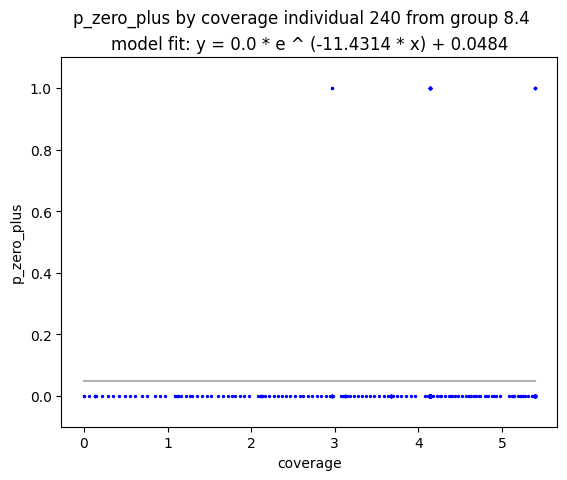 p_zero_plus by coverage individual 240 from group 8.4
model fit: y = 0.0 * e ^ (-11.4314 * x) + 0.0484
1.0
0.8
0.6
0.4
0.2
0.0
p_zero_plus
0 1 2 3 4 5
coverage